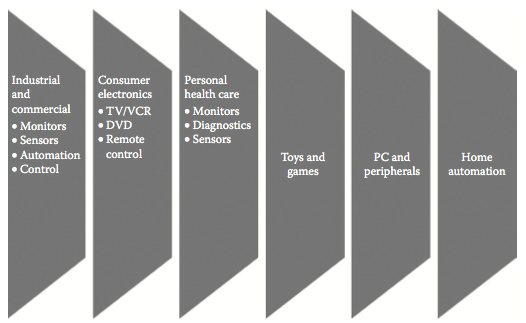 Industrial
and
commercial
• Monitors
• Sensors
• Automation
• Control
Consumer
electronics
• TV/VCR
• DVD
• Remote
control
Personal
health care
• Monitors
• Diagnostics
• Sensors
Toys and
games
PC and
peripherals
Home
automation